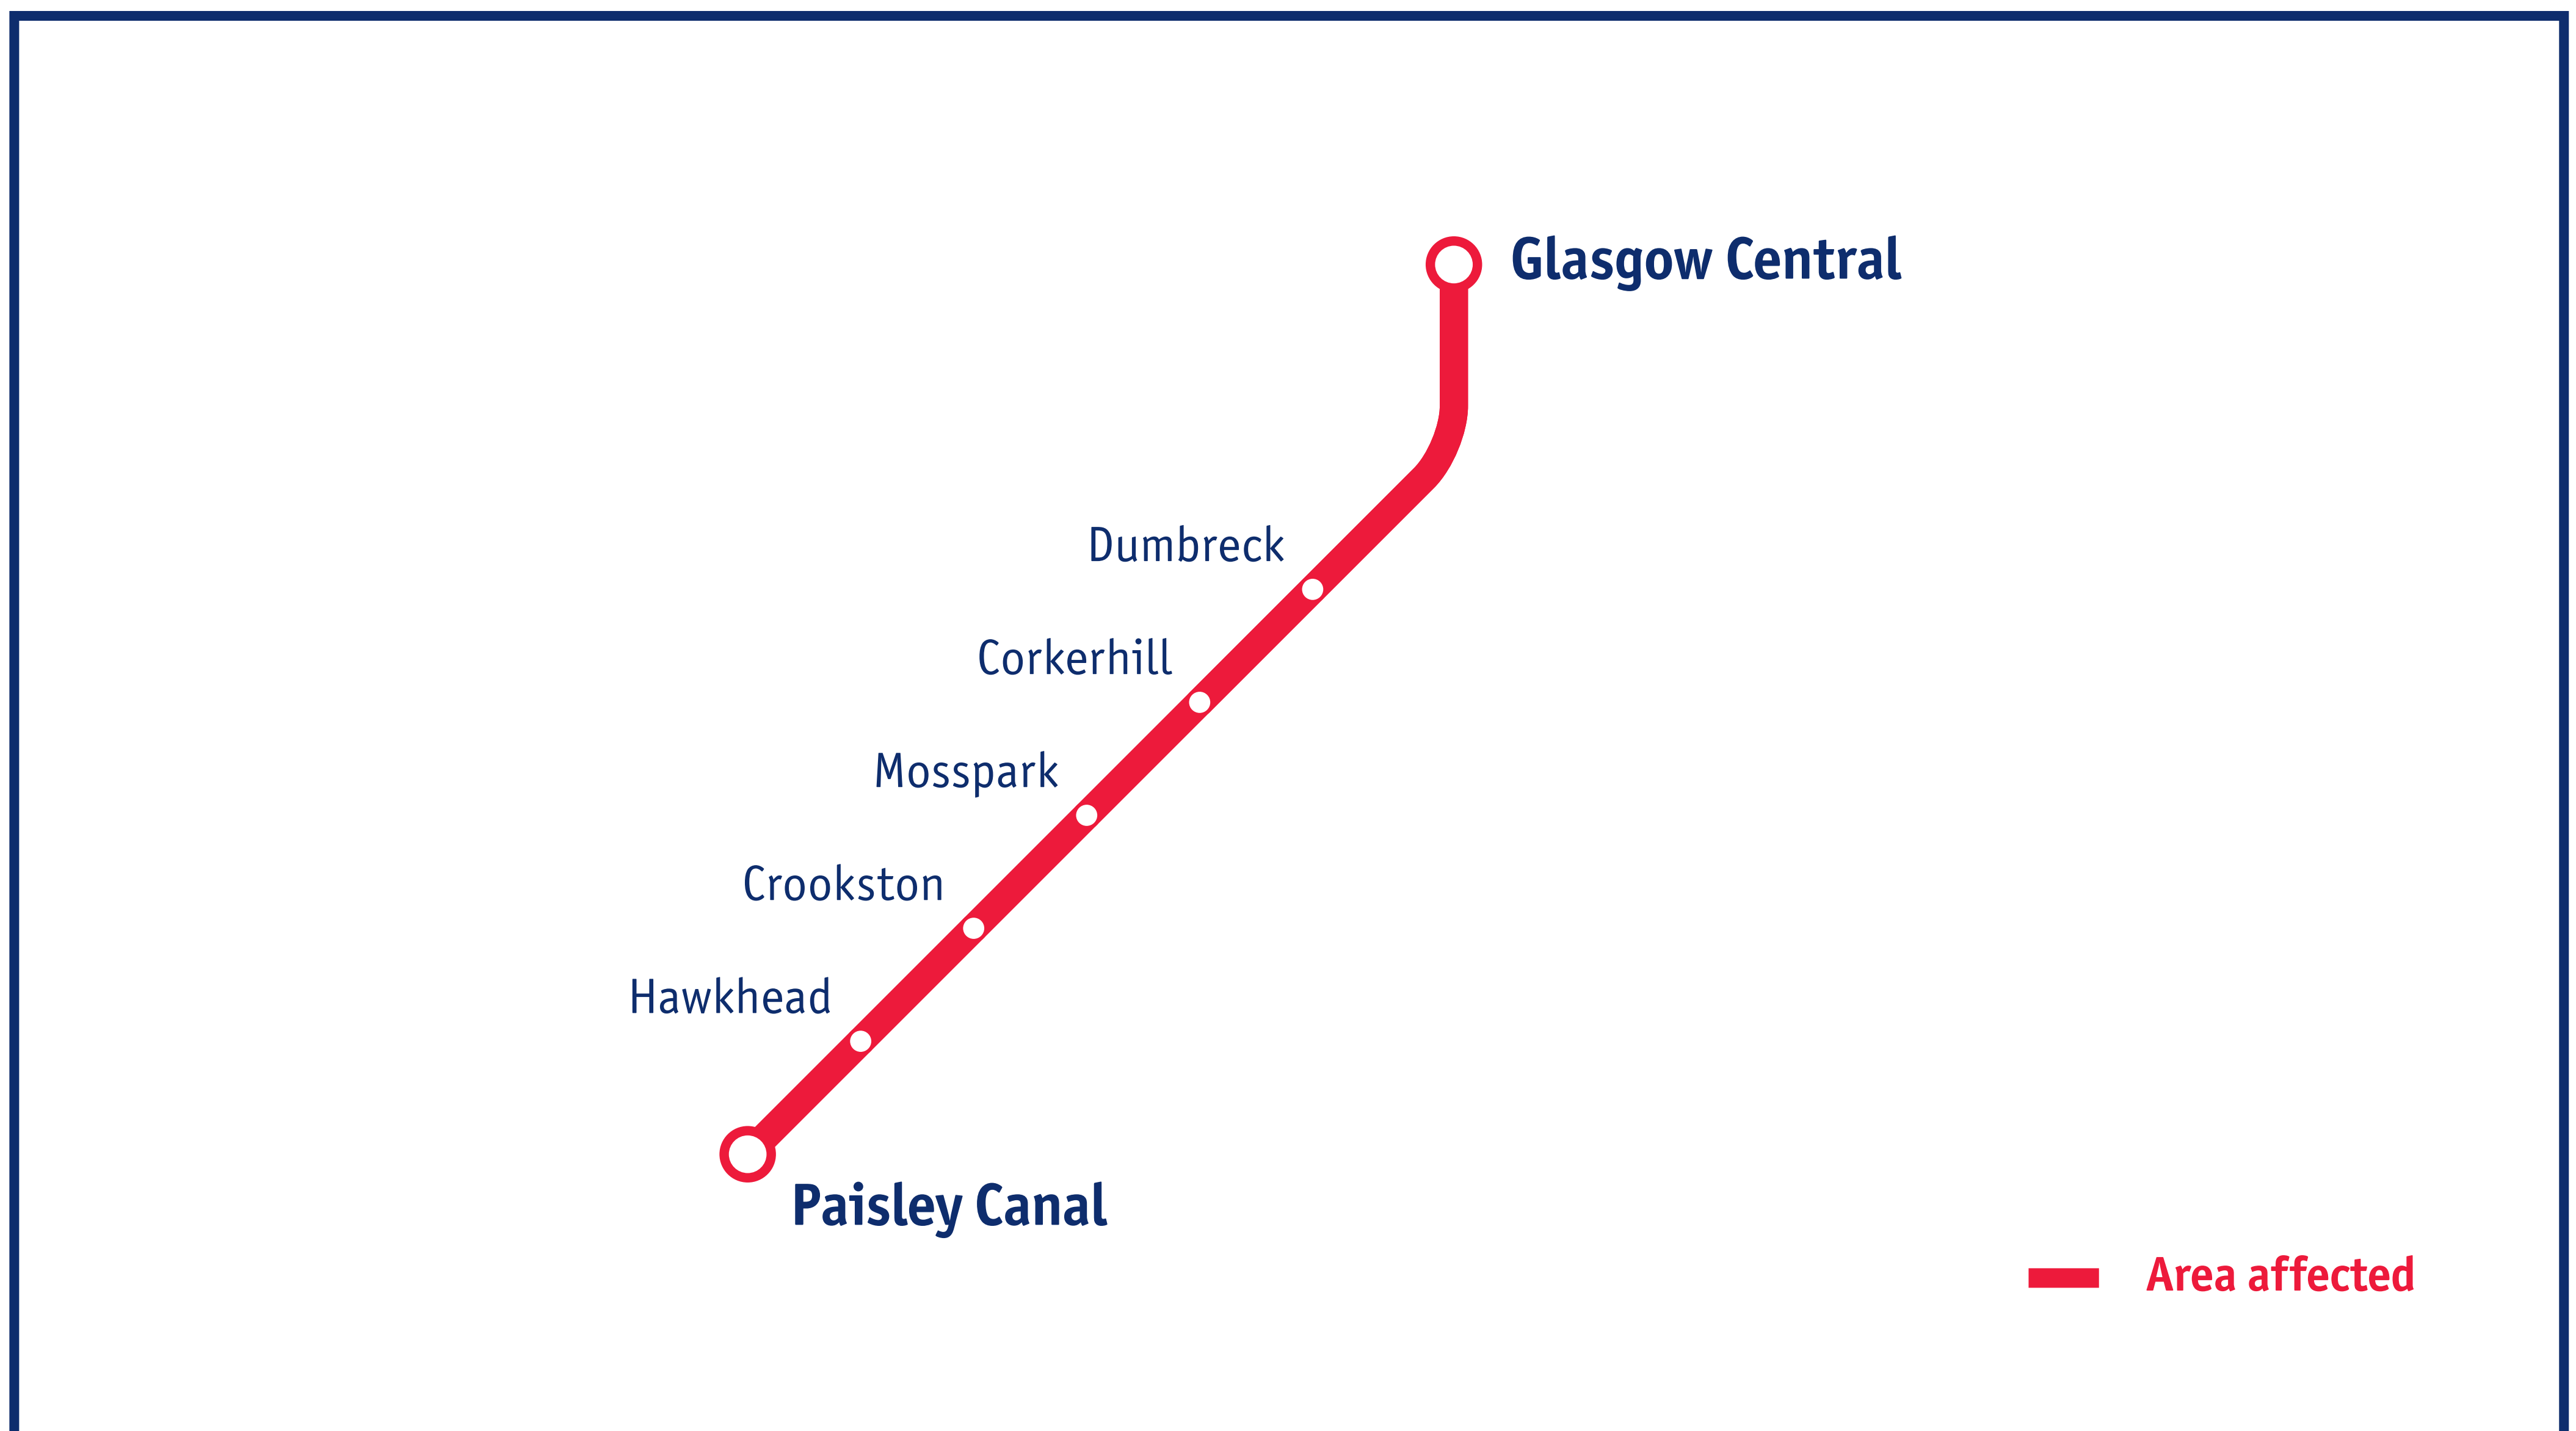 Glasgow Central
Dumbreck
Corkerhill
Mosspark
Crookston
Hawkhead
Paisley Canal
Area affected